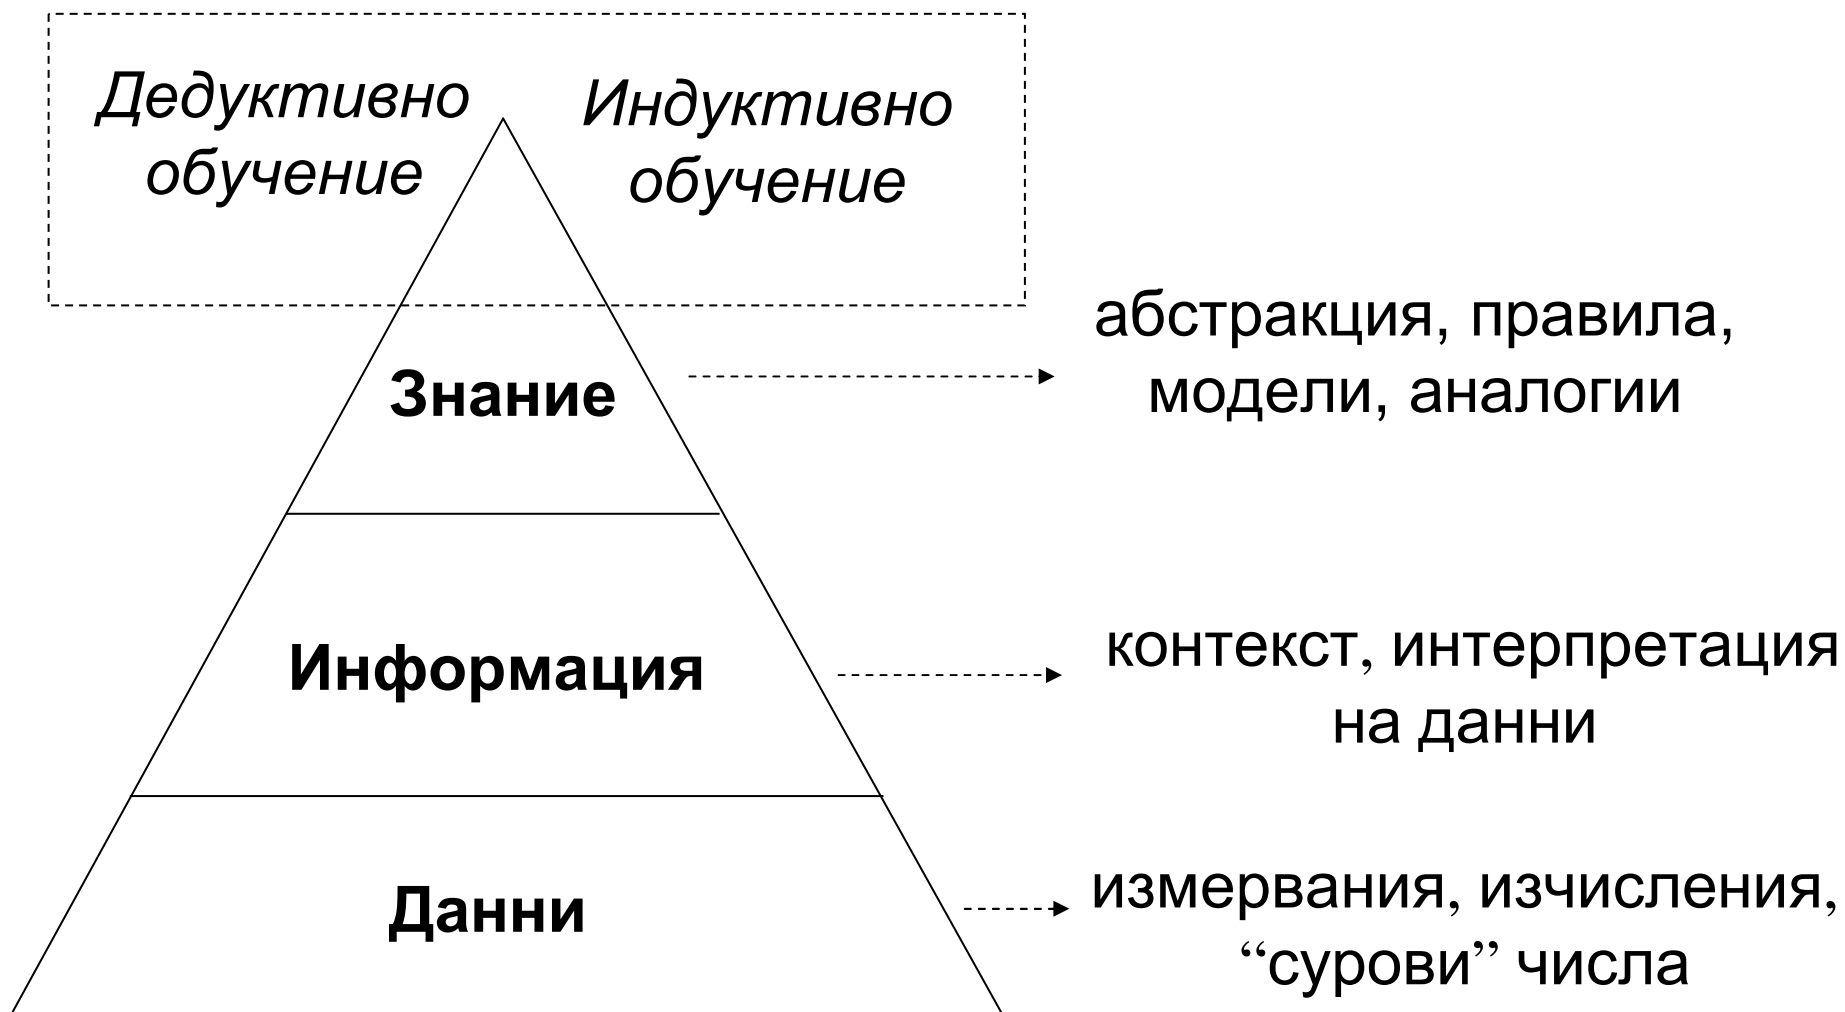 Дедуктивно
обучение
Индуктивно
обучение
Знание
абстракция, правила,
модели, аналогии
Информация
контекст, интерпретация
на данни
Данни
измервания, изчисления,
“сурови” числа